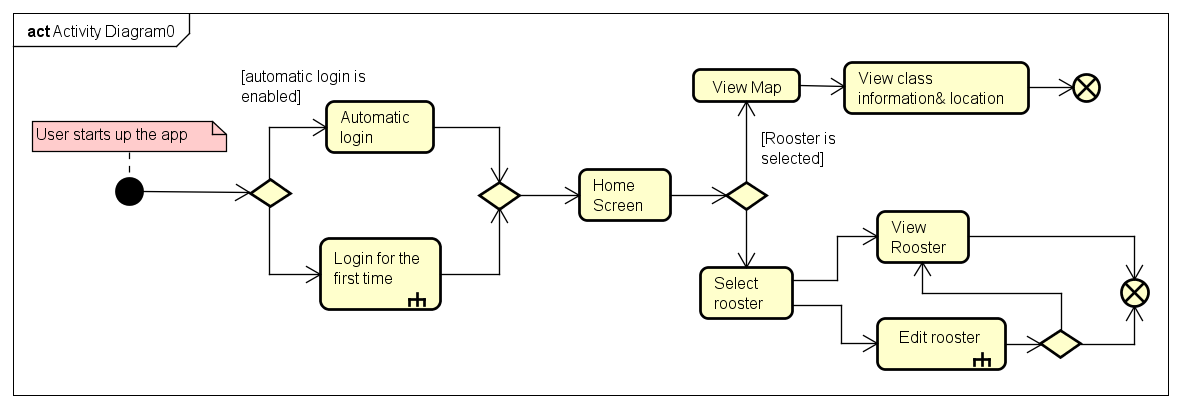 act Activity Diagram0
[automatic login is
enabled]
User starts up the app
Automatic
login
Login for the
first time
Home
Screen
View Map
View class
information& location
[Rooster is
selected]
Select
rooster
View
Rooster
Edit rooster